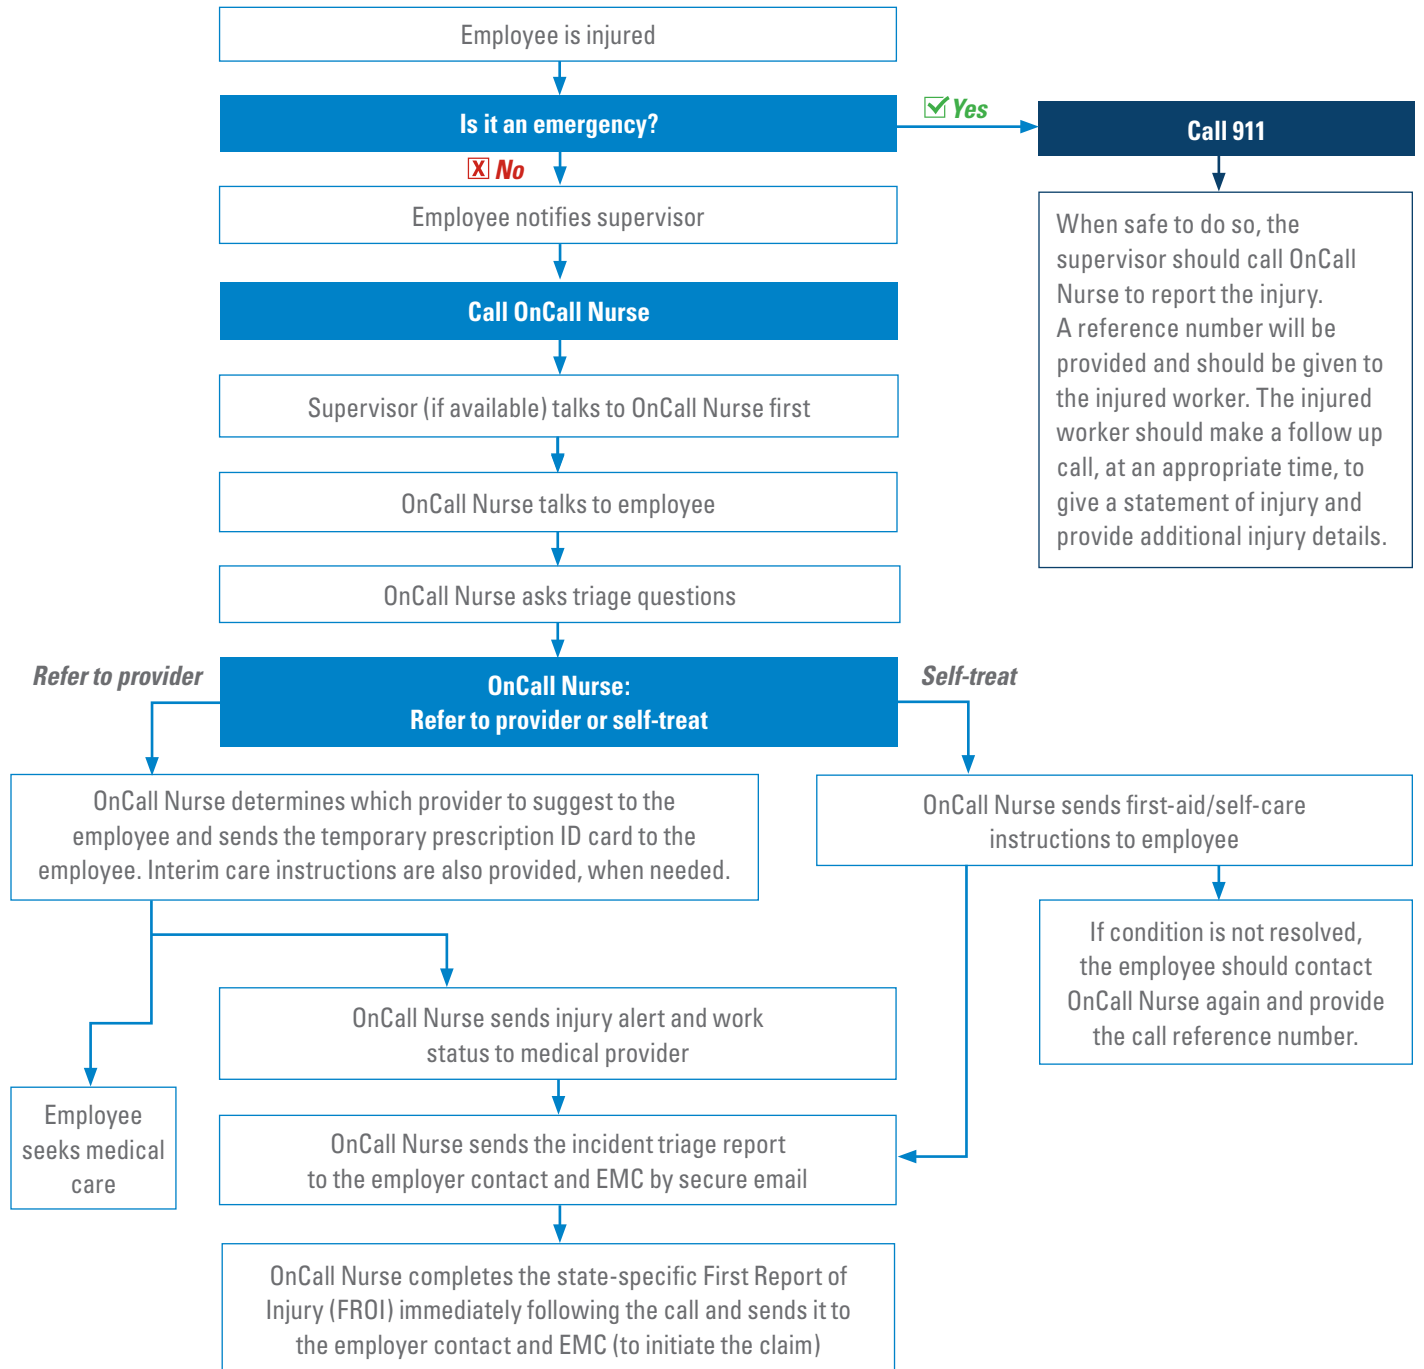 Employee is injured
Is it an emergency?
Yes
Call 911
X No
Employee notifies supervisor
When safe to do so, the
supervisor should call OnCall
Nurse to report the injury.
A reference number will be
provided and should be given to
the injured worker. The injured
worker should make a follow up
call, at an appropriate time, to
give a statement of injury and
provide additional injury details.
Call OnCall Nurse
Supervisor (if available) talks to OnCall Nurse first
OnCall Nurse talks to employee
OnCall Nurse asks triage questions
Refer to provider
OnCall Nurse:
Refer to provider or self-treat
Self-treat
OnCall Nurse determines which provider to suggest to the
employee and sends the temporary prescription ID card to the
employee. Interim care instructions are also provided, when needed.
OnCall Nurse sends first-aid/self-care
instructions to employee
If condition is not resolved,
the employee should contact
OnCall Nurse again and provide
the call reference number.
OnCall Nurse sends injury alert and work
status to medical provider
Employee
seeks medical
care
OnCall Nurse sends the incident triage report
to the employer contact and EMC by secure email
OnCall Nurse completes the state-specific First Report of
Injury (FROI) immediately following the call and sends it to
the employer contact and EMC (to initiate the claim)